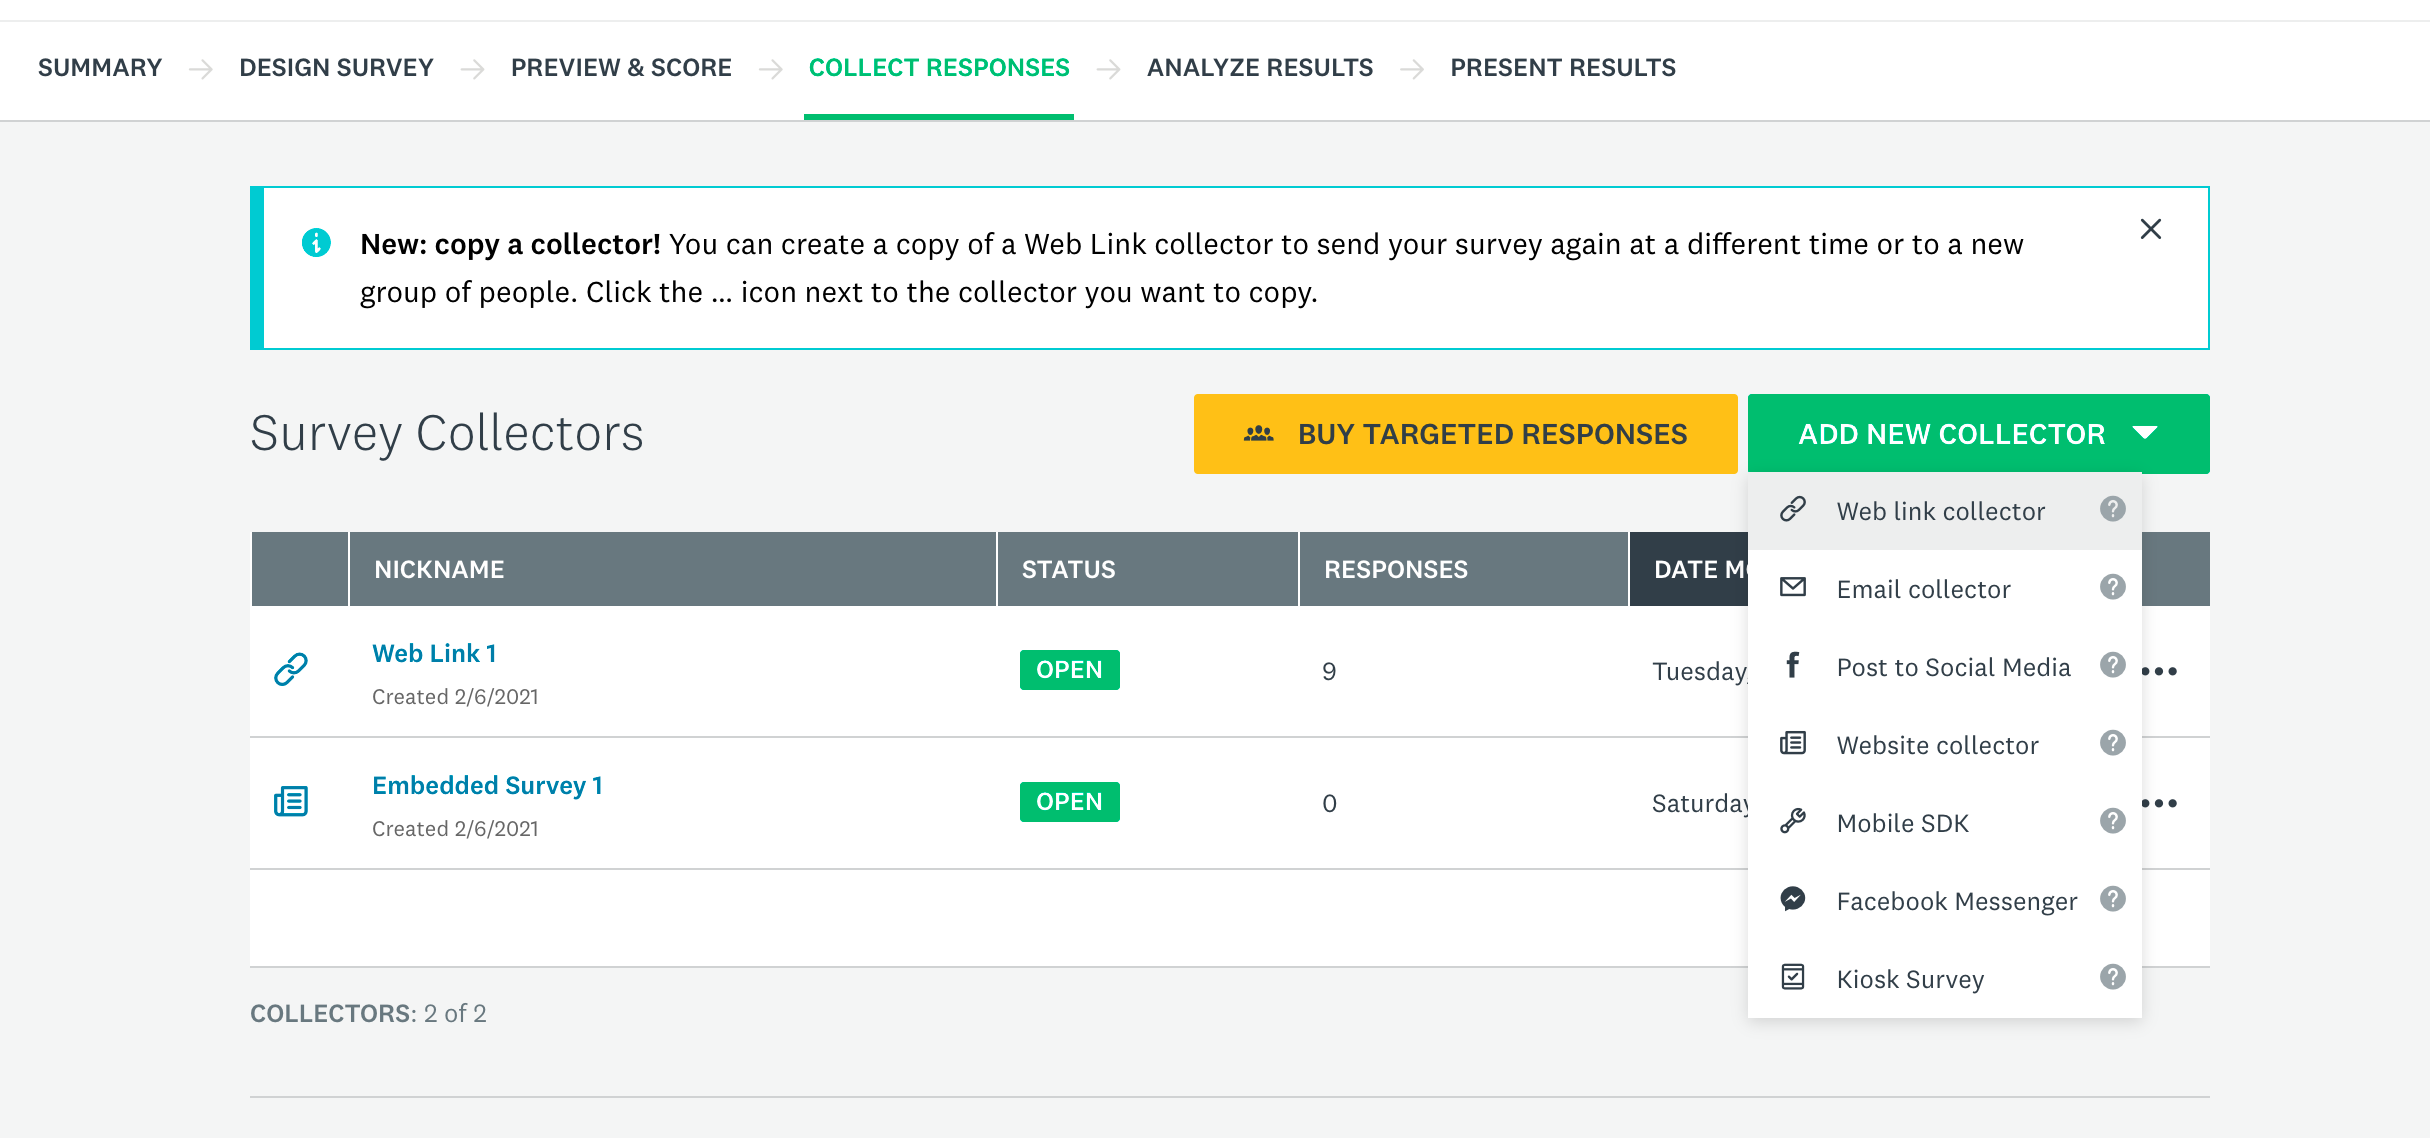 SUMMARY DESIGN SURVEY PREVIEW & SCORE COLLECT RESPONSES ANALYZE RESULTS PRESENT RESULTS
New: copy a collector! You can create a copy of a Web Link collector to send your survey again at a different time or to a new
group of people. Click the ... icon next to the collector you want to copy.
Survey Collectors
BUY TARGETED RESPONSES
ADD NEW COLLECTOR
Web link collector
Email collector
Post to Social Media
Website collector
Mobile SDK
Facebook Messenger
Kiosk Survey
NICKNAME STATUS RESPONSES DATE
Web Link 1
Created 2/6/2021
OPEN
9
Tuesday,
Embedded Survey 1
Created 2/6/2021
OPEN
0
Saturday
COLLECTORS: 2 of 2